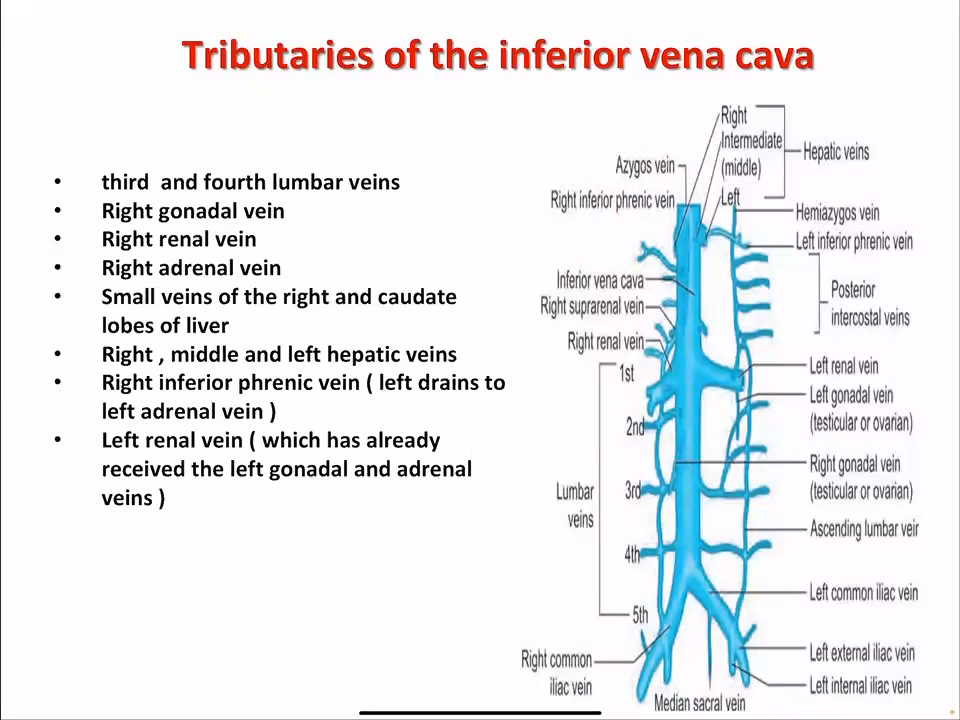 Tributaries of the inferior vena cava
• third and fourth lumbar veins
• Right gonadal vein
• Right renal vein
• Right adrenal vein
• Small veins of the right and caudate
lobes of liver
• Right , middle and left hepatic veins
• Right inferior phrenic vein ( left drains to
left adrenal vein )
• Left renal vein ( which has already
received the left gonadal and adrenal
veins )
Right
Intermediate
(middle)
Left
Hepatic veins
Azygos vein
Right inferior phrenic vein
Hemiazygos vein
Left inferior phrenic vein
Inferior vena cava
Right suprarenal vein
Posterior
intercostal veins
Right renal vein
1st
Left renal vein
Left gonadal vein
(testicular or ovarian)
2nd
Right gonadal vein
(testicular or ovarian)
Lumbar
veins
3rd
Ascending lumbar veir
4th
Left common iliac vein
5th
Right common
iliac vein
Left external iliac vein
Left internal iliac vein
Median sacral vein